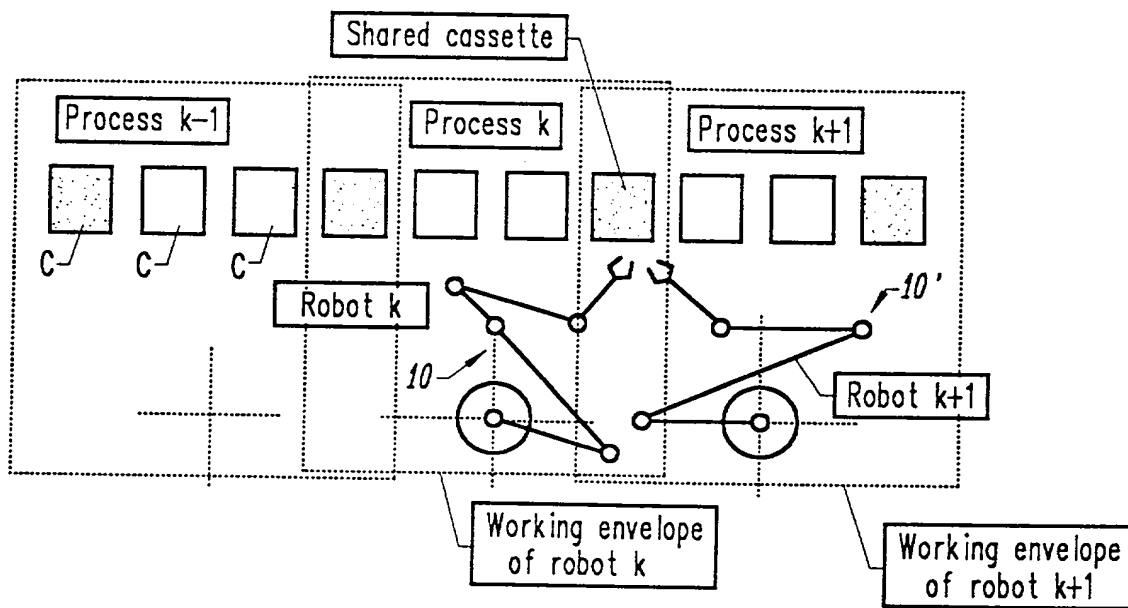 Shared cassette
Process k-1
Process k
Process k+1
C
C
C
Robot k
10'
10
Robot k+1
Working envelope
of robot k
Working envelope
of robot k+1